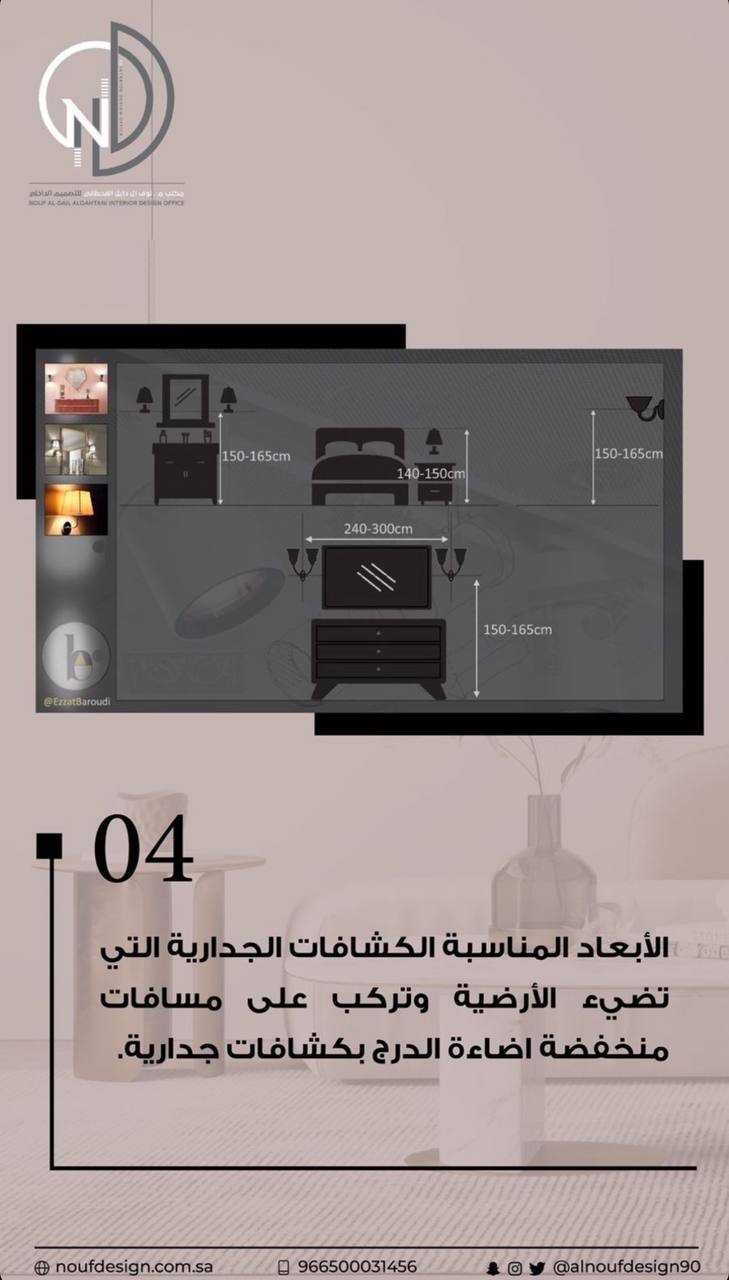 مكتب م. نوف آل دايل القحطاني للتصميم الداخلي
NOUF AL-DAIL ALQAHTANI INTERIOR DESIGN OFFICE
150-165cm
140-150cm
150-165cm
240-300cm
150-165cm
@EzzatBaroudi
04
الأبعاد المناسبة الكشافات الجدارية التي
تضيء الأرضية وتركب على مسافات
منخفضة اضاءة الدرج بكشافات جدارية.
noufdesign.com.sa
966500031456
@alnoufdesign90